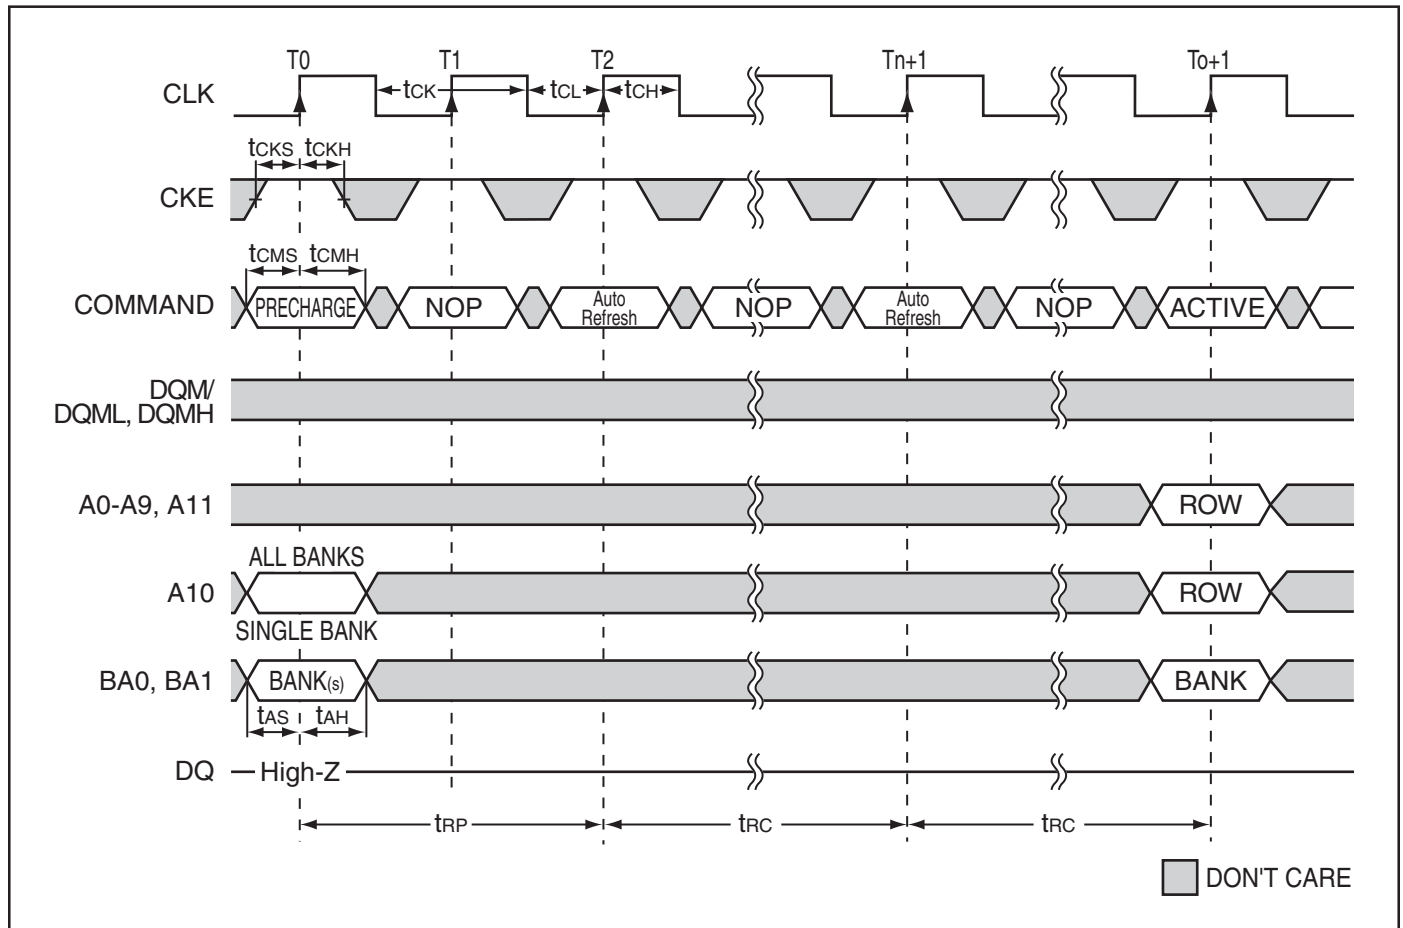 T0 T1 T2 Tn+1 To+1
CLK tCK tCL tCH
tCKS tCKH
CKE
tCMS tCMH
COMMAND PRECHARGE NOP Auto Refresh NOP Auto Refresh NOP ACTIVE
DQM/
DQML, DQMH
A0-A9, A11 ROW
ALL BANKS
A10 ROW
SINGLE BANK
BA0, BA1 BANK(s) BANK
tAS tAH
DQ High-Z
tRP tRC tRC
DON'T CARE